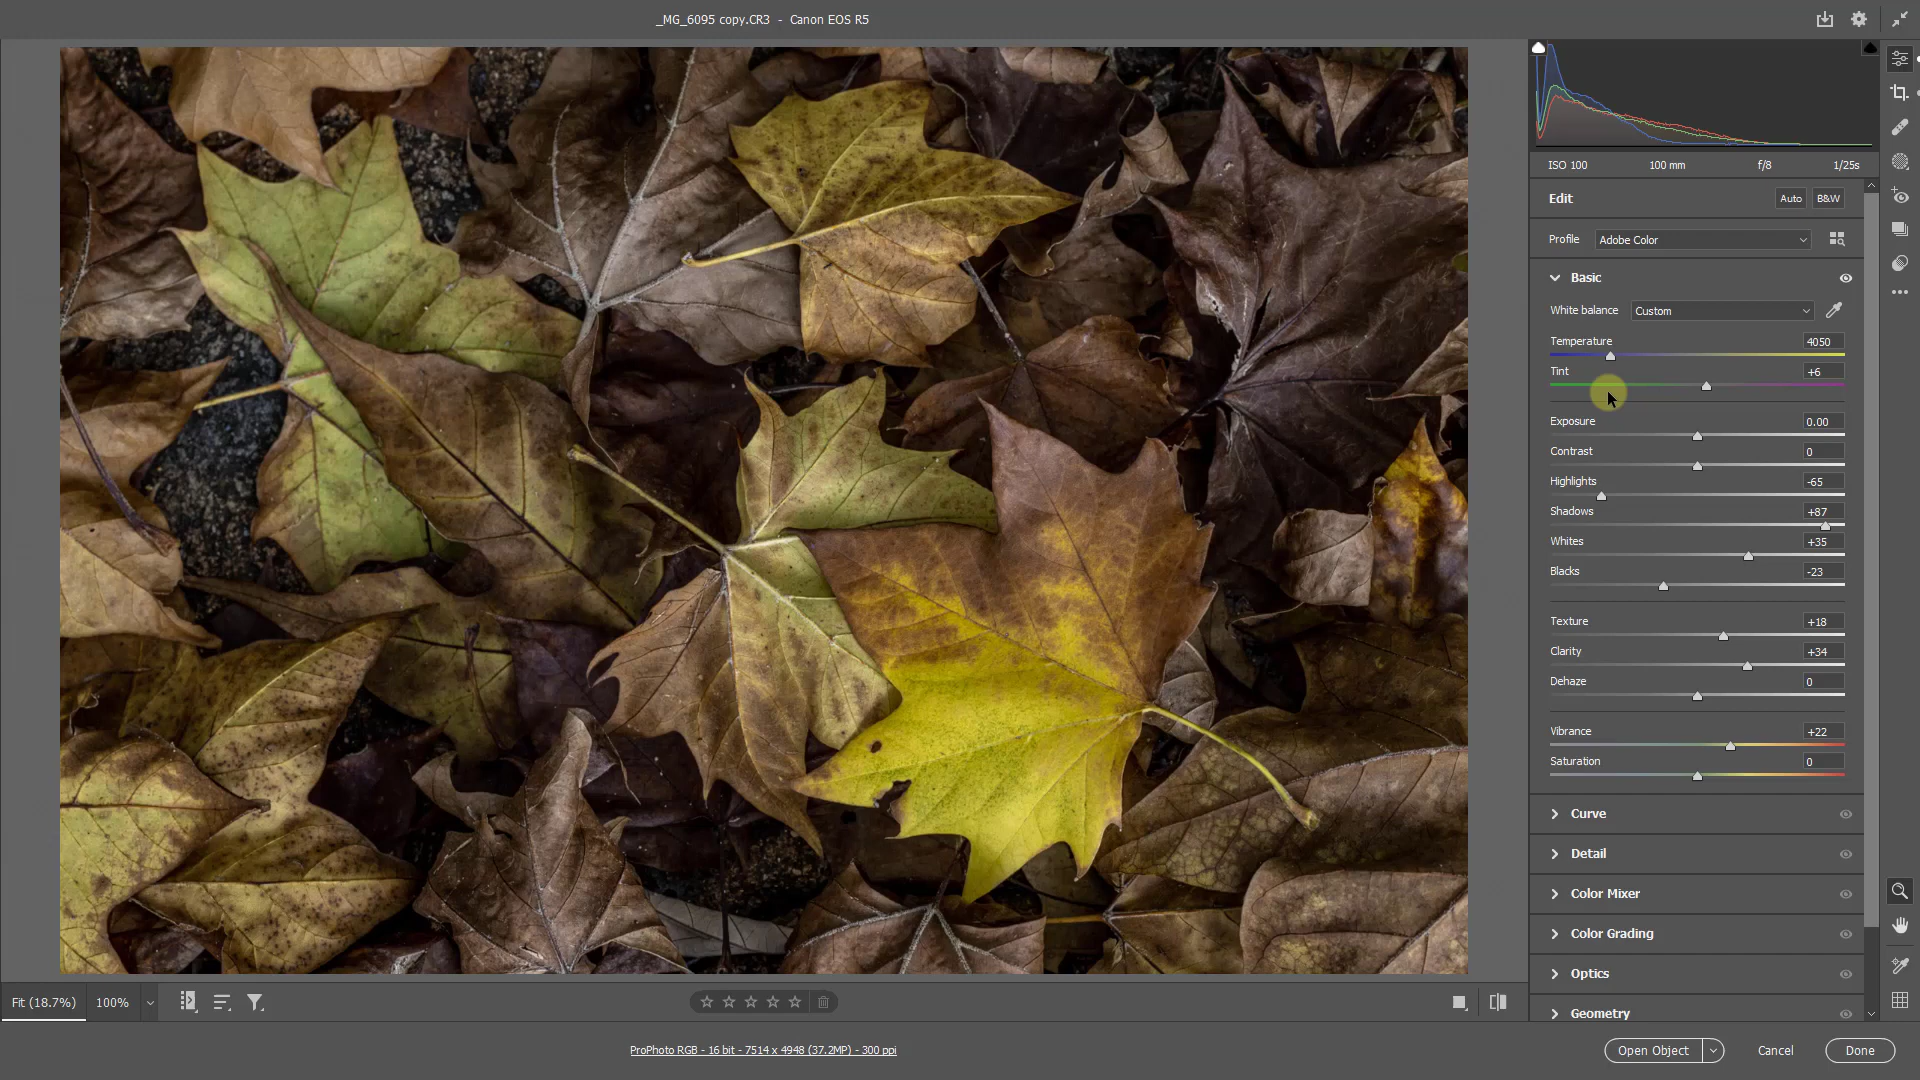 _MG_6095 copy.CR3  -  Canon EOS R5
ISO 100 100 mm f/8 1/25s
Edit Auto B&W
Profile Adobe Color
Basic
White balance Custom
Temperature 4050
Tint +6
Exposure 0.00
Contrast 0
Highlights -65
Shadows +87
Whites +35
Blacks -23
Texture +18
Clarity +34
Dehaze 0
Vibrance +22
Saturation 0
Curve
Detail
Color Mixer
Color Grading
Optics
Geometry
Fit (18.7%) 100%
ProPhoto RGB - 16 bit - 7514 x 4948 (37.2MP) - 300 ppi
Open Object Cancel Done